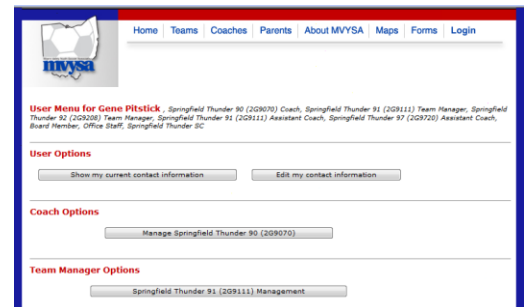 Home Teams Coaches Parents About MVYSA Maps Forms Login
mvysa
User Menu for Gene Pitstick , Springfield Thunder 90 (2G9070) Coach, Springfield Thunder 91 (2G9111) Team Manager, Springfield
Thunder 92 (2G9208) Team Manager, Springfield Thunder 91 (2G9111) Assistant Coach, Springfield Thunder 97 (2G9720) Assistant Coach,
Board Member, Office Staff, Springfield Thunder SC
User Options
Show my current contact information Edit my contact information
Coach Options
Manage Springfield Thunder 90 (2G9070)
Team Manager Options
Springfield Thunder 91 (2G9111) Management